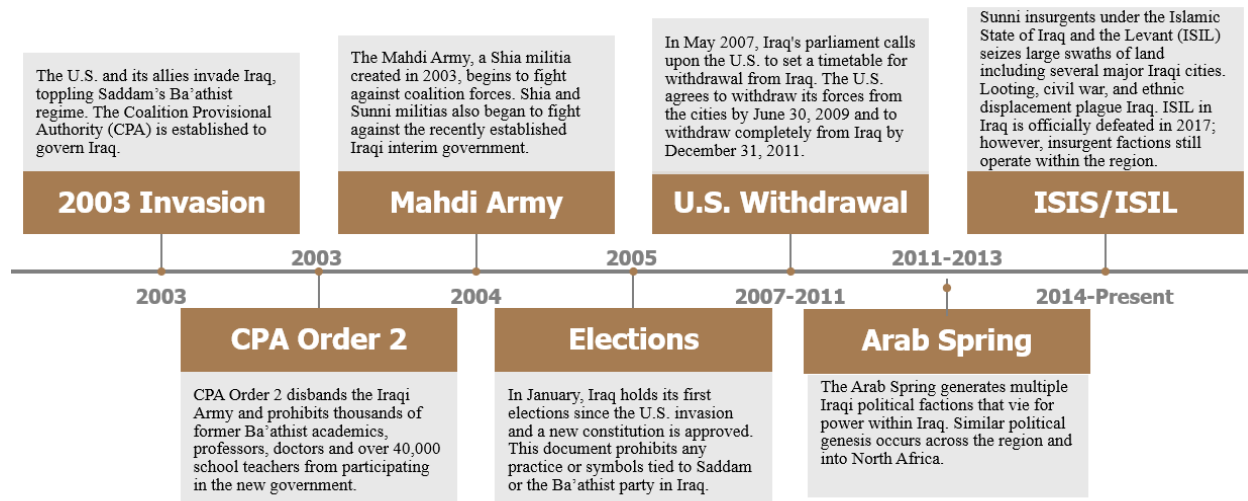 The U.S. and its allies invade Iraq,
toppling Saddam's Ba'athist
regime. The Coalition Provisional
Authority (CPA) is established to
govern Iraq.
2003 Invasion
2003
The Mahdi Army, a Shia militia
created in 2003, begins to fight
against coalition forces. Shia and
Sunni militias also began to fight
against the recently established
Iraqi interim government.
Mahdi Army
2004
In May 2007, Iraq's parliament calls
upon the U.S. to set a timetable for
withdrawal from Iraq. The U.S.
agrees to withdraw its forces from
the cities by June 30, 2009 and to
withdraw completely from Iraq by
December 31, 2011.
U.S. Withdrawal
2007-2011
Sunni insurgents under the Islamic
State of Iraq and the Levant (ISIL)
seizes large swaths of land
including several major Iraqi cities.
Looting, civil war, and ethnic
displacement plague Iraq. ISIL in
Iraq is officially defeated in 2017;
however, insurgent factions still
operate within the region.
ISIS/ISIL
2014-Present
2003
CPA Order 2
CPA Order 2 disbands the Iraqi
Army and prohibits thousands of
former Ba'athist academics,
professors, doctors and over 40,000
school teachers from participating
in the new government.
2005
Elections
In January, Iraq holds its first
elections since the U.S. invasion
and a new constitution is approved.
This document prohibits any
practice or symbols tied to Saddam
or the Ba'athist party in Iraq.
2011-2013
Arab Spring
The Arab Spring generates multiple
Iraqi political factions that vie for
power within Iraq. Similar political
genesis occurs across the region and
into North Africa.